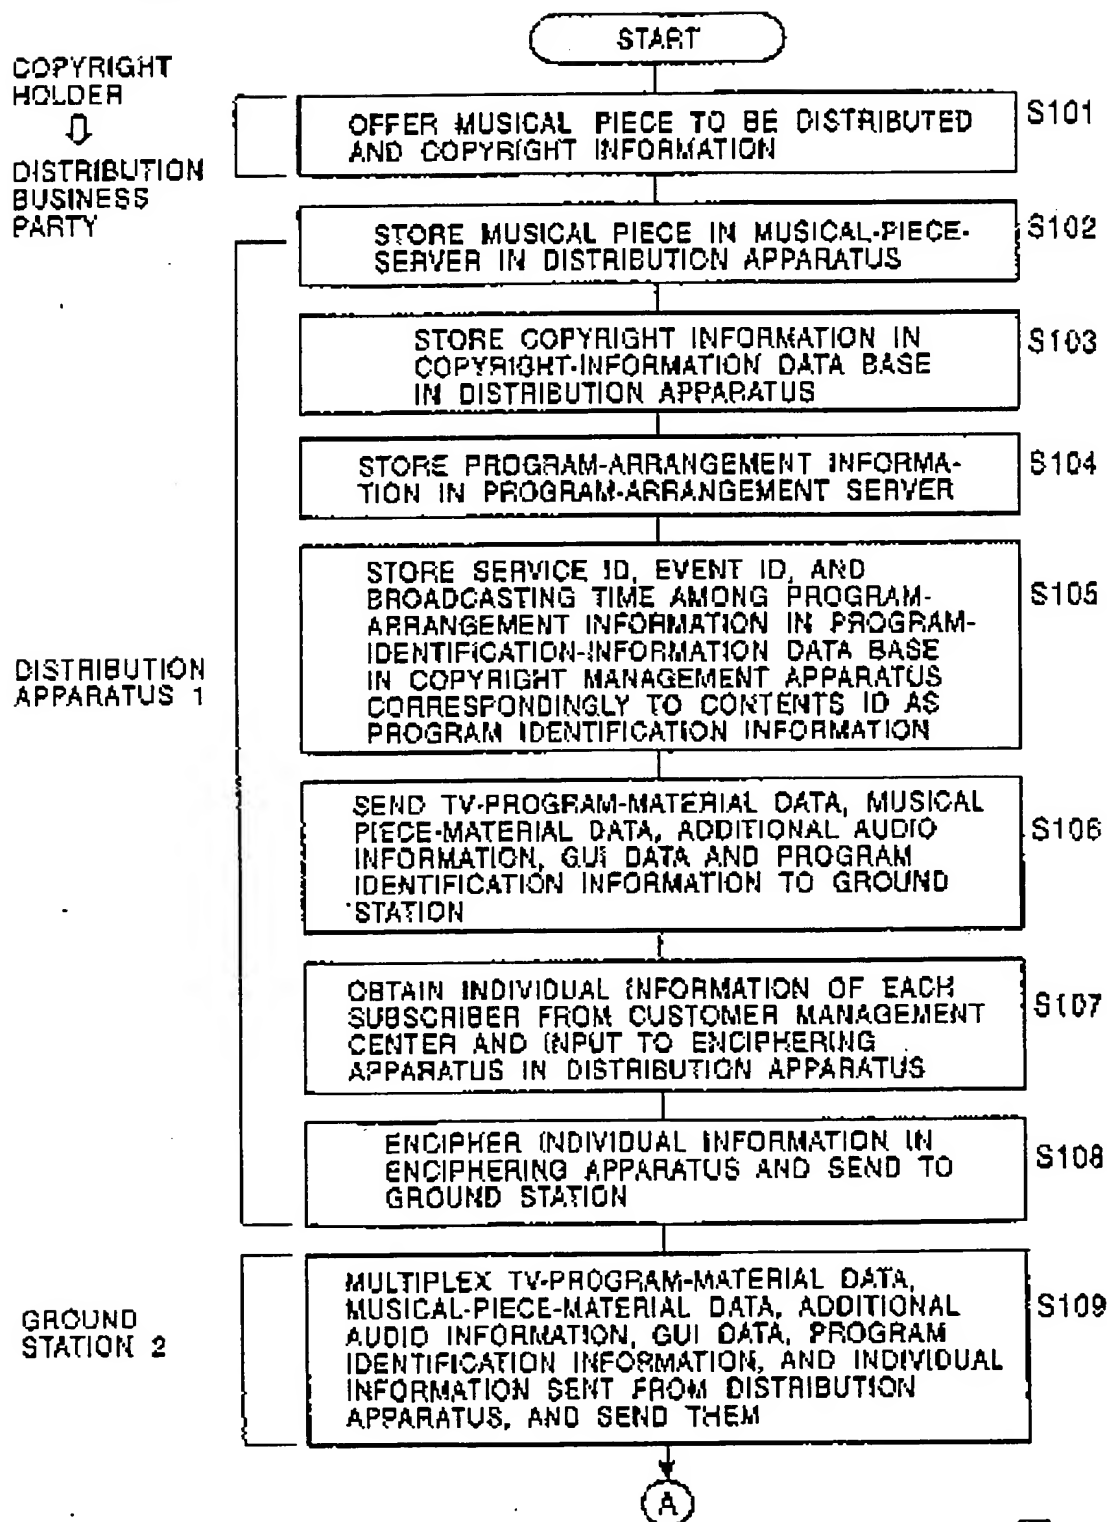 START
COPYRIGHT
HOLDER
⇩
DISTRIBUTION
BUSINESS
PARTY
OFFER MUSICAL PIECE TO BE DISTRIBUTED
AND COPYRIGHT INFORMATION
S101
STORE MUSICAL PIECE IN MUSICAL-PIECE-
SERVER IN DISTRIBUTION APPARATUS
S102
STORE COPYRIGHT INFORMATION IN
COPYRIGHT-INFORMATION DATA BASE
IN DISTRIBUTION APPARATUS
S103
STORE PROGRAM-ARRANGEMENT INFORMA-
TION IN PROGRAM-ARRANGEMENT SERVER
S104
DISTRIBUTION
APPARATUS 1
STORE SERVICE ID, EVENT ID, AND
BROADCASTING TIME AMONG PROGRAM-
ARRANGEMENT INFORMATION IN PROGRAM-
IDENTIFICATION-INFORMATION DATA BASE
IN COPYRIGHT MANAGEMENT APPARATUS
CORRESPONDINGLY TO CONTENTS ID AS
PROGRAM IDENTIFICATION INFORMATION
S105
SEND TV-PROGRAM-MATERIAL DATA, MUSICAL
PIECE-MATERIAL DATA, ADDITIONAL AUDIO
INFORMATION, GUI DATA AND PROGRAM
IDENTIFICATION INFORMATION TO GROUND
STATION
S106
OBTAIN INDIVIDUAL INFORMATION OF EACH
SUBSCRIBER FROM CUSTOMER MANAGEMENT
CENTER AND INPUT TO ENCIPHERING
APPARATUS IN DISTRIBUTION APPARATUS
S107
ENCIPHER INDIVIDUAL INFORMATION IN
ENCIPHERING APPARATUS AND SEND TO
GROUND STATION
S108
GROUND
STATION 2
MULTIPLEX TV-PROGRAM-MATERIAL DATA,
MUSICAL-PIECE-MATERIAL DATA, ADDITIONAL
AUDIO INFORMATION, GUI DATA, PROGRAM
IDENTIFICATION INFORMATION, AND INDIVIDUAL
INFORMATION SENT FROM DISTRIBUTION
APPARATUS, AND SEND THEM
S109
A